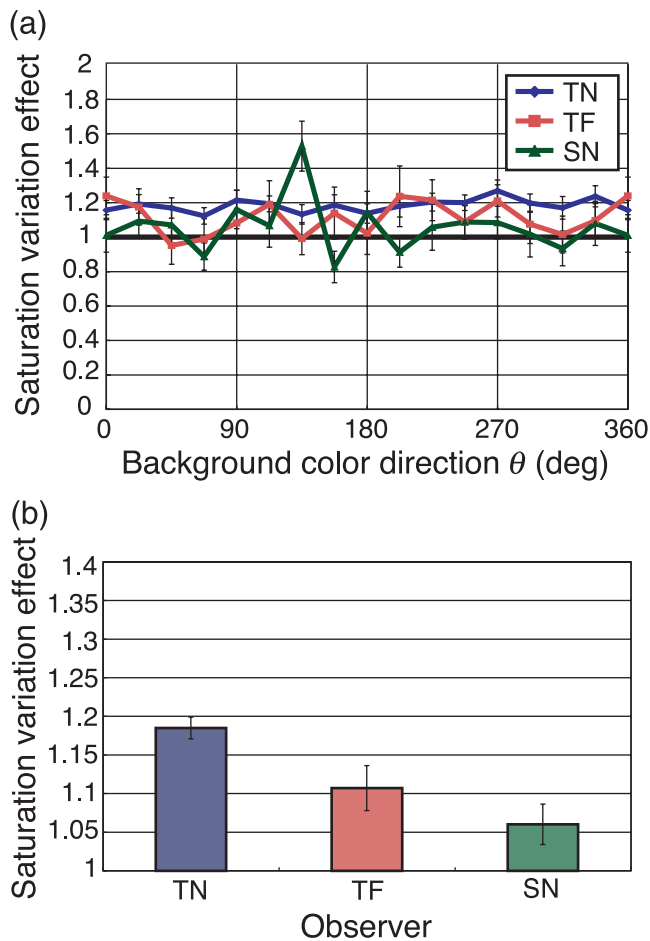 (a)
Saturation variation effect
2
1.8
1.6
1.4
1.2
1
0.8
0.6
0.4
0.2
0
TN
TF
SN
0 90 180 270 360
Background color direction θ (deg)
(b)
Saturation variation effect
1.4
1.35
1.3
1.25
1.2
1.15
1.1
1.05
1
TN TF SN
Observer